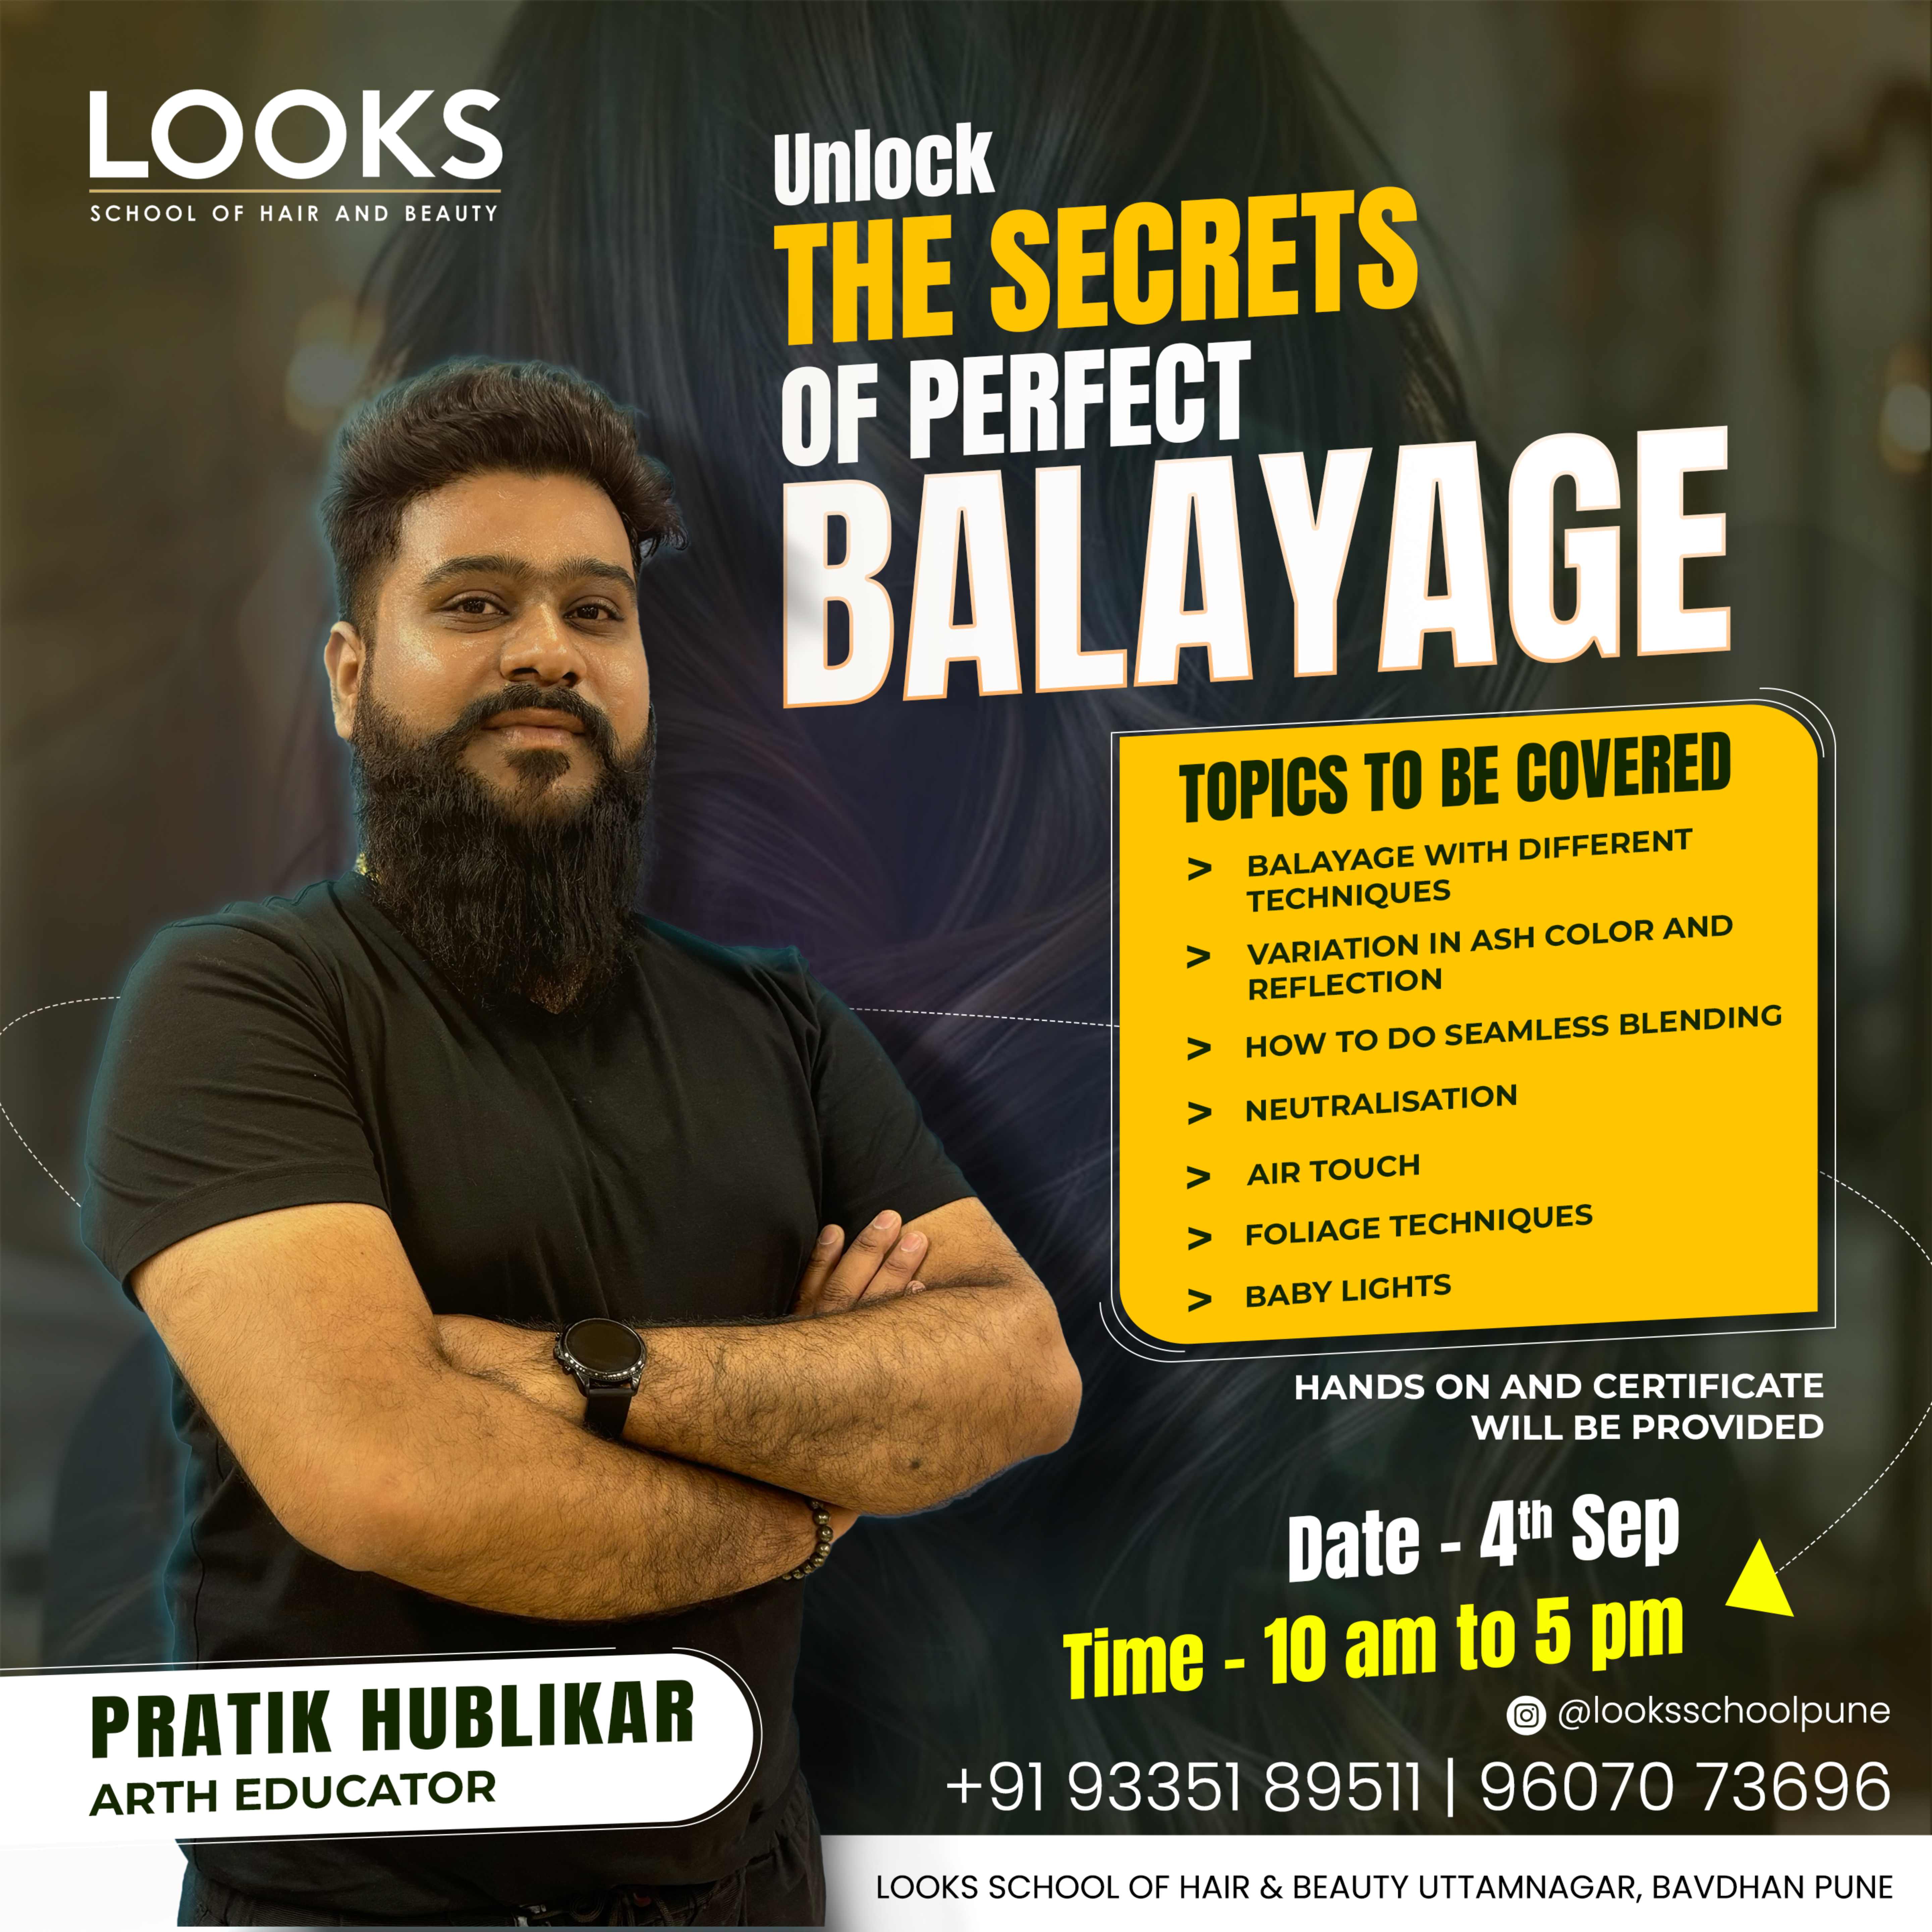 LOOKS
SCHOOL OF HAIR AND BEAUTY
Unlock
THE SECRETS
OF PERFECT
BALAYAGE
TOPICS TO BE COVERED
> BALAYAGE WITH DIFFERENT
TECHNIQUES
> VARIATION IN ASH COLOR AND
REFLECTION
> HOW TO DO SEAMLESS BLENDING
> NEUTRALISATION
> AIR TOUCH
> FOLIAGE TECHNIQUES
> BABY LIGHTS
HANDS ON AND CERTIFICATE
WILL BE PROVIDED
Date - 4th Sep
Time - 10 am to 5 pm
PRATIK HUBLIKAR
ARTH EDUCATOR
@looksschoolpune
+91 93351 89511 | 96070 73696
LOOKS SCHOOL OF HAIR & BEAUTY UTTAMNAGAR, BAVDHAN PUNE